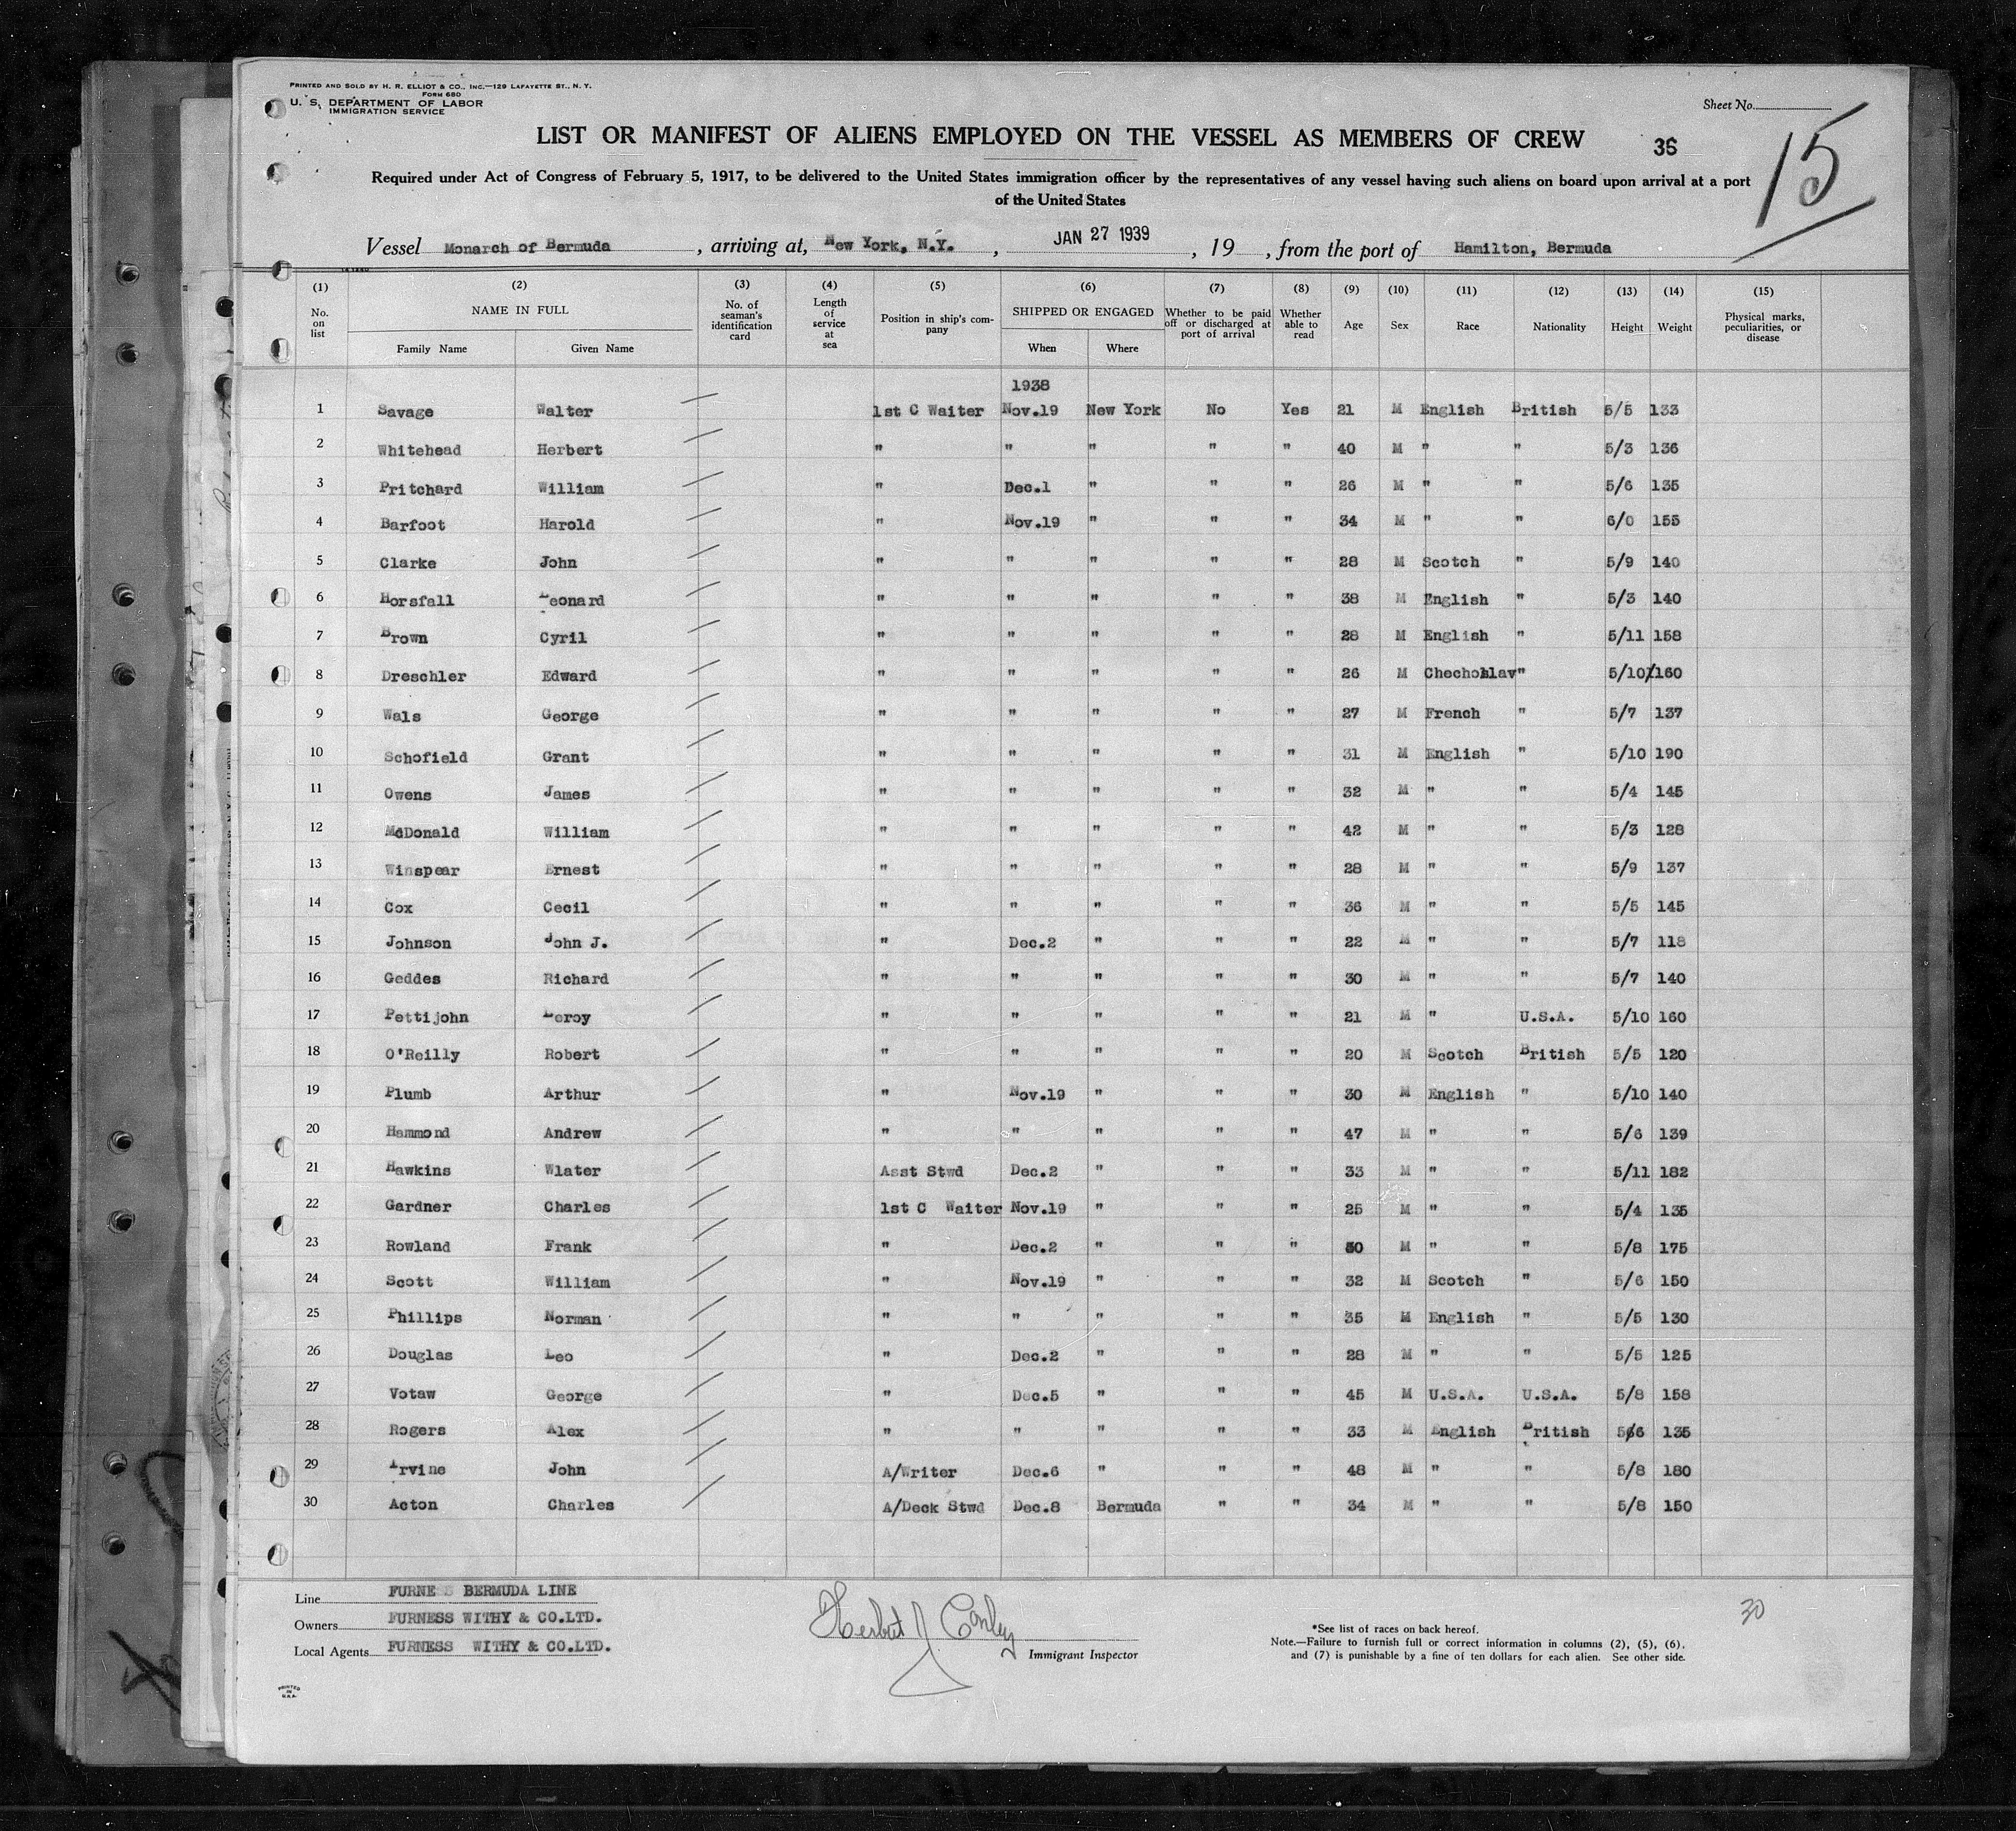 PRINTED AND SOLD BY H. R. ELLIOT & CO., INC.—129 LAFAYETTE ST., N. Y.
FORM 680
U. S. DEPARTMENT OF LABOR
IMMIGRATION SERVICE
Sheet No.
LIST OR MANIFEST OF ALIENS EMPLOYED ON THE VESSEL AS MEMBERS OF CREW 36
15
Required under Act of Congress of February 5, 1917, to be delivered to the United States immigration officer by the representatives of any vessel having such aliens on board upon arrival at a port
of the United States
Vessel Monarch of Bermuda, arriving at, New York, N.Y., JAN 27 1939, 19 , from the port of Hamilton, Bermuda
(1) (2) (3) (4) (5) (6) (7) (8) (9) (10) (11) (12) (13) (14) (15)
No. on list NAME IN FULL Family Name Given Name No. of seaman's identification card Length of service at sea Position in ship's company SHIPPED OR ENGAGED When Where Whether to be paid off or discharged at port of arrival Whether able to read Age Sex Race Nationality Height Weight Physical marks, peculiarities, or disease
1938
1 Savage Walter 1st C Waiter Nov.19 New York No Yes 21 M English British 5/5 133
2 Whitehead Herbert " " " " " 40 M " " 5/3 136
3 Pritchard William " Dec.1 " " " 26 M " " 5/6 135
4 Barfoot Harold " Nov.19 " " " 34 M " " 6/0 155
5 Clarke John " " " " " 28 M Scotch " 5/9 140
6 Horsfall Leonard " " " " " 38 M English " 5/3 140
7 Brown Cyril " " " " " 28 M English " 5/11 158
8 Dreschler Edward " " " " " 26 M " 5/10 160
9 Wals George " " " " " 27 M French " 5/7 137
10 Schofield Grant " " " " " 31 M English " 5/10 190
11 Owens James " " " " " 32 M " " 5/4 145
12 McDonald William " " " " " 42 M " " 5/3 128
13 Winspear Ernest " " " " " 28 M " " 5/9 137
14 Cox Cecil " " " " " 36 M " " 5/5 145
15 Johnson John J. " Dec.2 " " " 22 M " " 5/7 118
16 Geddes Richard " " " " " 30 M " " 5/7 140
17 Pettijohn Leroy " " " " " 21 M " U.S.A. 5/10 160
18 O'Reilly Robert " " " " " 20 M Scotch British 5/5 120
19 Plumb Arthur " Nov.19 " " " 30 M English " 5/10 140
20 Hammond Andrew " " " " " 47 M " " 5/6 139
21 Hawkins Wlater Asst Stwd Dec.2 " " " 33 M " " 5/11 182
22 Gardner Charles 1st C Waiter Nov.19 " " " 25 M " " 5/4 135
23 Rowland Frank " Dec.2 " " " M " " 5/8 175
24 Scott William " Nov.19 " " " 32 M Scotch " 5/6 150
25 Phillips Norman " " " " " 35 M English " 5/5 130
26 Douglas Leo " Dec.2 " " " 28 M " " 5/5 125
27 Votaw George " Dec.5 " " " 45 M U.S.A. U.S.A. 5/8 158
28 Rogers Alex " " " " " 33 M English British 5/6 135
29 Irvine John A/Writer Dec.6 " " " 48 M " " 5/8 180
30 Acton Charles A/Deck Stwd Dec.8 Bermuda " " 34 M " " 5/8 150
Line FURNESS BERMUDA LINE
Owners FURNESS WITHY & CO.LTD.
Local Agents FURNESS WITHY & CO.LTD.
Herbert J Conley
Immigrant Inspector
30
*See list of races on back hereof.
Note.—Failure to furnish full or correct information in columns (2), (5), (6),
and (7) is punishable by a fine of ten dollars for each alien. See other side.
PRINTED
IN
U.S.A.